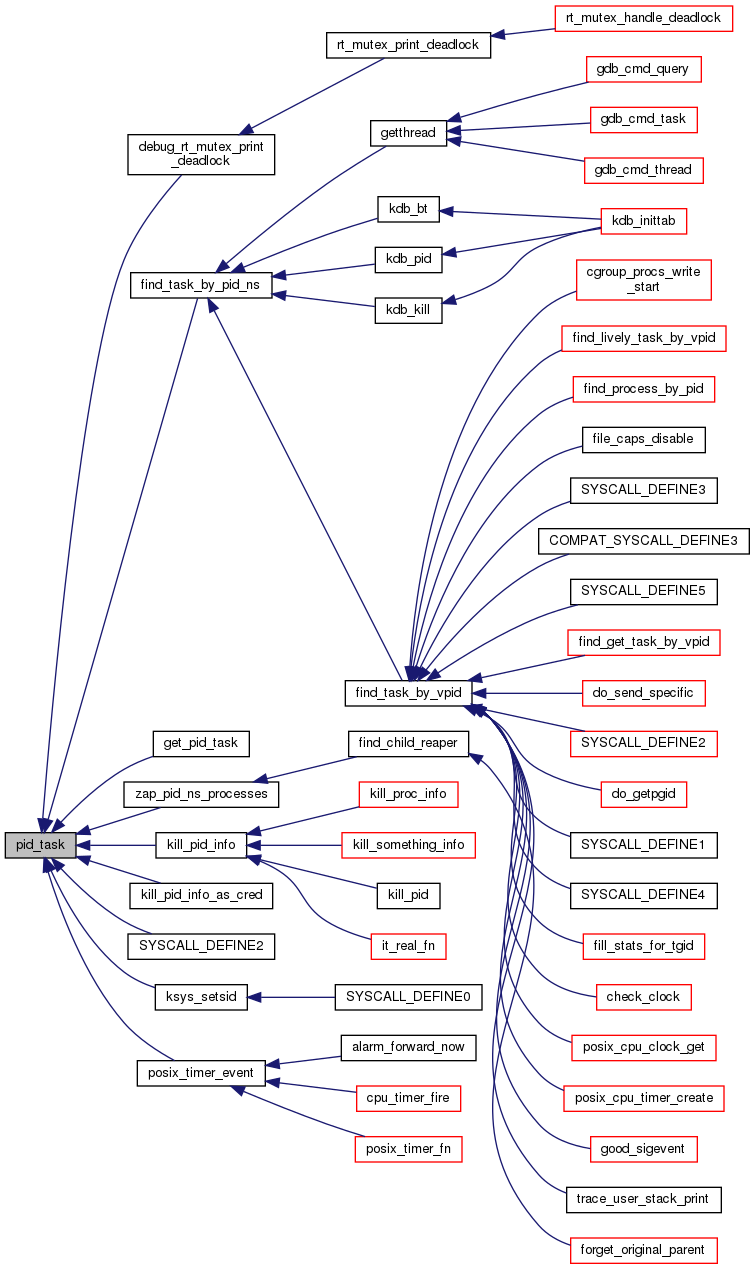 rt_mutex_handle_deadlock
rt_mutex_print_deadlock
gdb_cmd_query
gdb_cmd_task
getthread
debug_rt_mutex_print
_deadlock
gdb_cmd_thread
kdb_bt
kdb_inittab
kdb_pid
find_task_by_pid_ns
cgroup_procs_write
_start
kdb_kill
find_lively_task_by_vpid
find_process_by_pid
file_caps_disable
SYSCALL_DEFINE3
COMPAT_SYSCALL_DEFINE3
SYSCALL_DEFINE5
find_get_task_by_vpid
find_task_by_vpid
do_send_specific
get_pid_task
find_child_reaper
SYSCALL_DEFINE2
zap_pid_ns_processes
kill_proc_info
do_getpgid
pid_task
kill_pid_info
kill_something_info
SYSCALL_DEFINE1
kill_pid_info_as_cred
kill_pid
SYSCALL_DEFINE4
SYSCALL_DEFINE2
it_real_fn
fill_stats_for_tgid
ksys_setsid
SYSCALL_DEFINE0
check_clock
alarm_forward_now
posix_cpu_clock_get
posix_timer_event
cpu_timer_fire
posix_cpu_timer_create
posix_timer_fn
good_sigevent
trace_user_stack_print
forget_original_parent